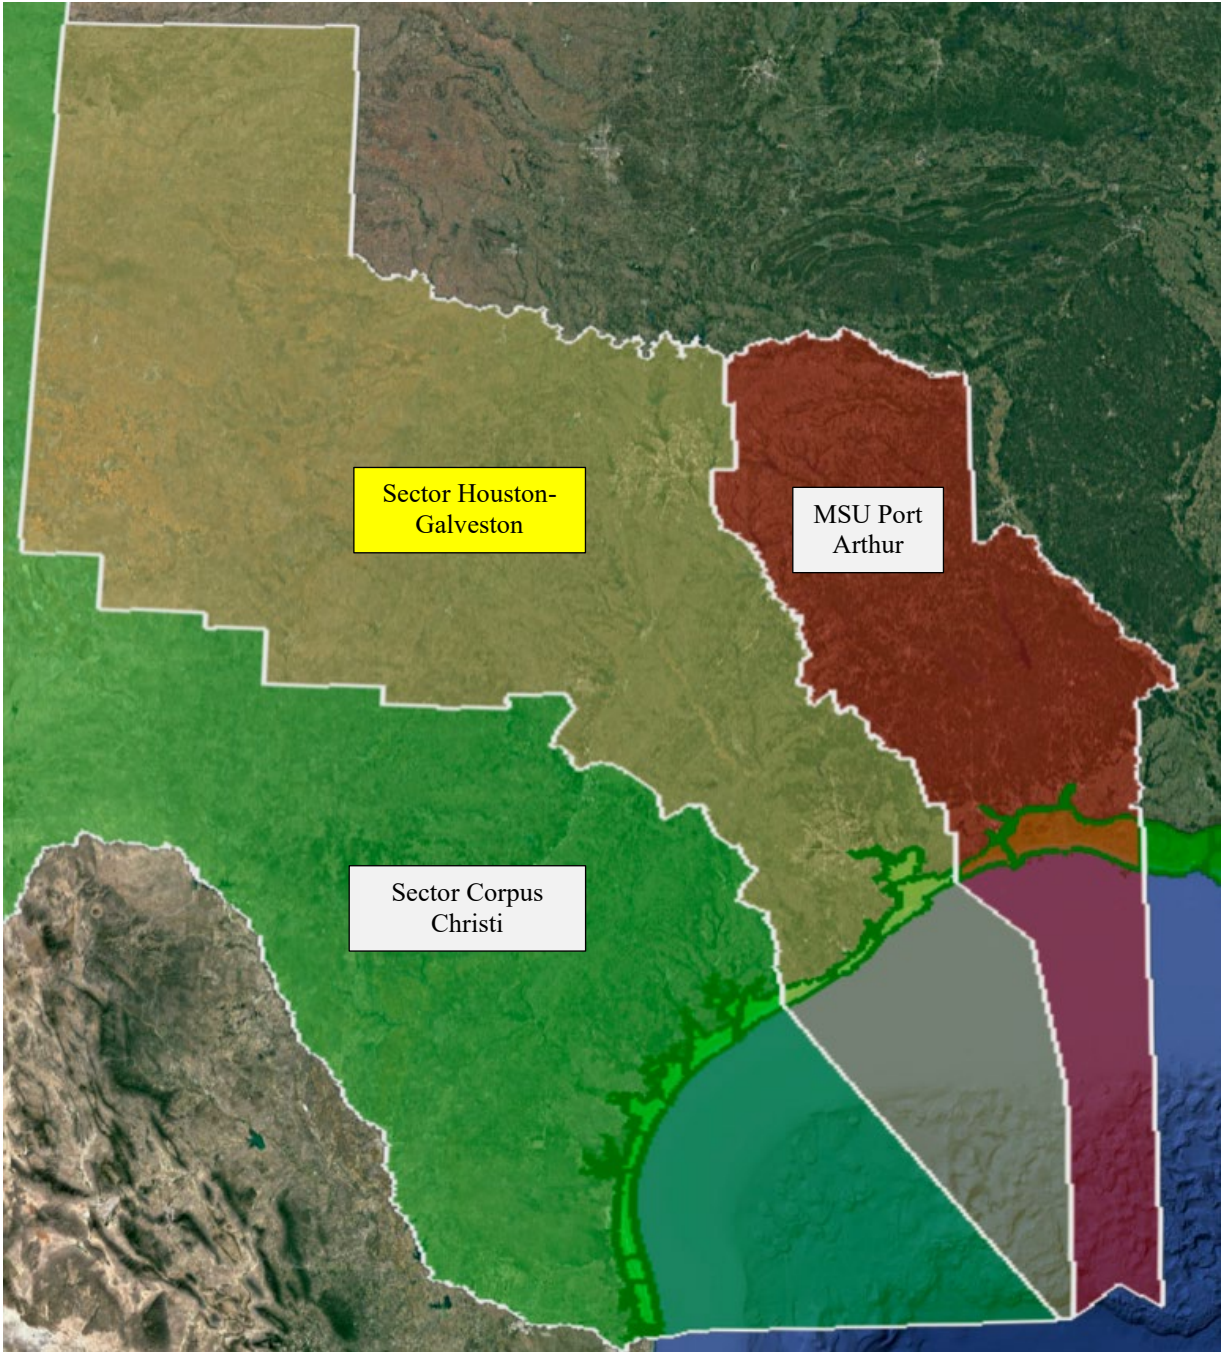 Sector Houston-
Galveston
MSU Port
Arthur
Sector Corpus
Christi